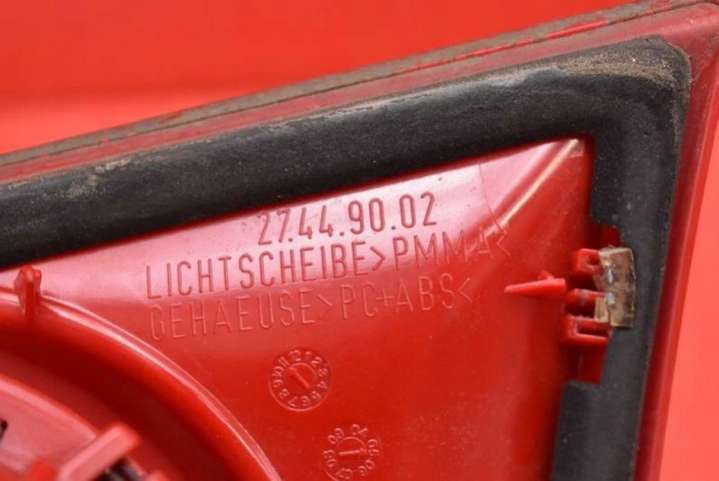 27.44.90.02
LICHTSCHEIBE>PMMA<
GEHAEUSE>PC+ABS<